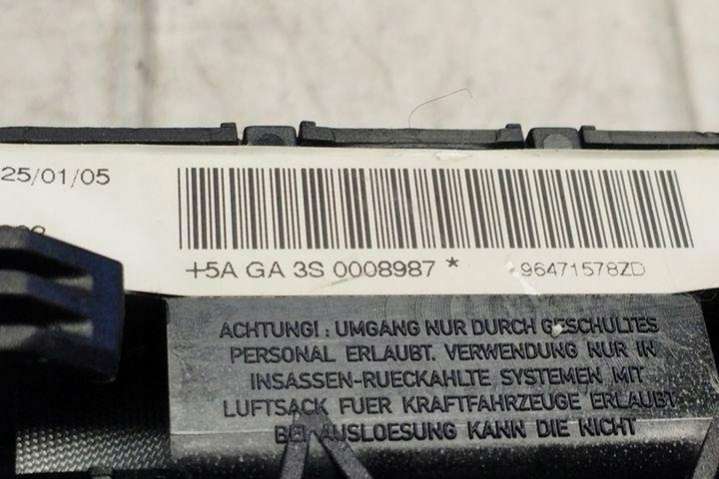 25/01/05
+5A GA 3S 0008987 * 96471578ZD
ACHTUNG! : UMGANG NUR DURCH GESCHULTES
PERSONAL ERLAUBT. VERWENDUNG NUR IN
INSASSEN-RUECKAHLTE SYSTEMEN MIT
LUFTSACK FUER KRAFTFAHRZEUGE ERLAUBT.
BEI AUSLOESUNG KANN DIE NICHT